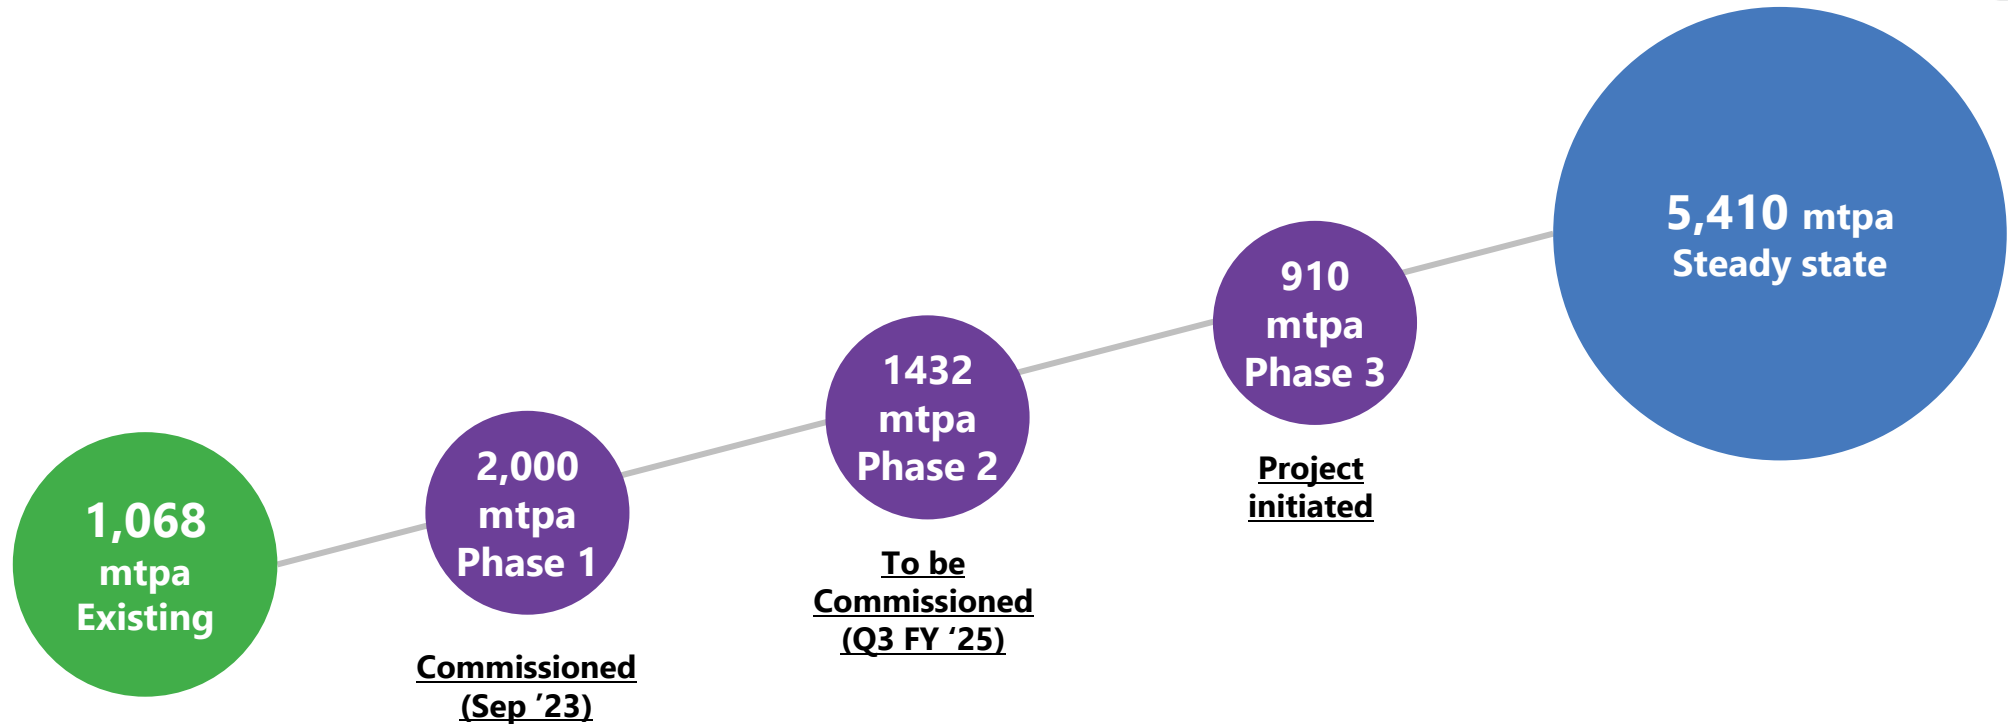 1,068
mtpa
Existing
2,000
mtpa
Phase 1
Commissioned
(Sep ’23)
1432
mtpa
Phase 2
To be
Commissioned
(Q3 FY ‘25)
910
mtpa
Phase 3
Project
initiated
5,410 mtpa
Steady state